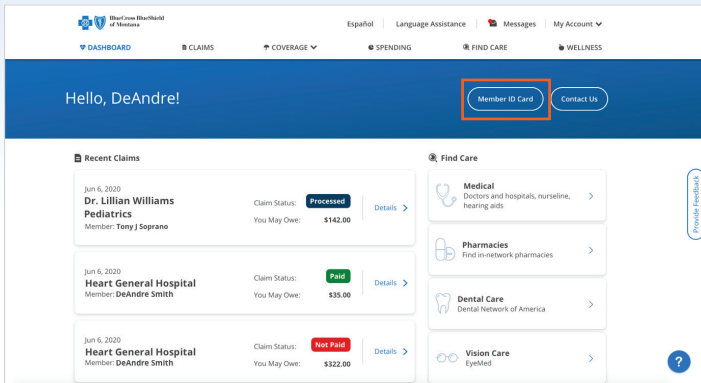 BlueCross BlueShield
of Montana
Español
Language Assistance
Messages
My Account
DASHBOARD
CLAIMS
COVERAGE
SPENDING
FIND CARE
WELLNESS
Hello, DeAndre!
Member ID Card
Contact Us
Recent Claims
Jun 6, 2020
Dr. Lillian Williams
Pediatrics
Member: Tony J Soprano
Claim Status: Processed
You May Owe: $142.00
Details
Jun 6, 2020
Heart General Hospital
Member: DeAndre Smith
Claim Status: Paid
You May Owe: $35.00
Details
Jun 6, 2020
Heart General Hospital
Member: DeAndre Smith
Claim Status: Not Paid
You May Owe: $322.00
Details
Find Care
Medical
Doctors and hospitals, nurseline,
hearing aids
Pharmacies
Find in-network pharmacies
Dental Care
Dental Network of America
Vision Care
EyeMed
Provide Feedback
?